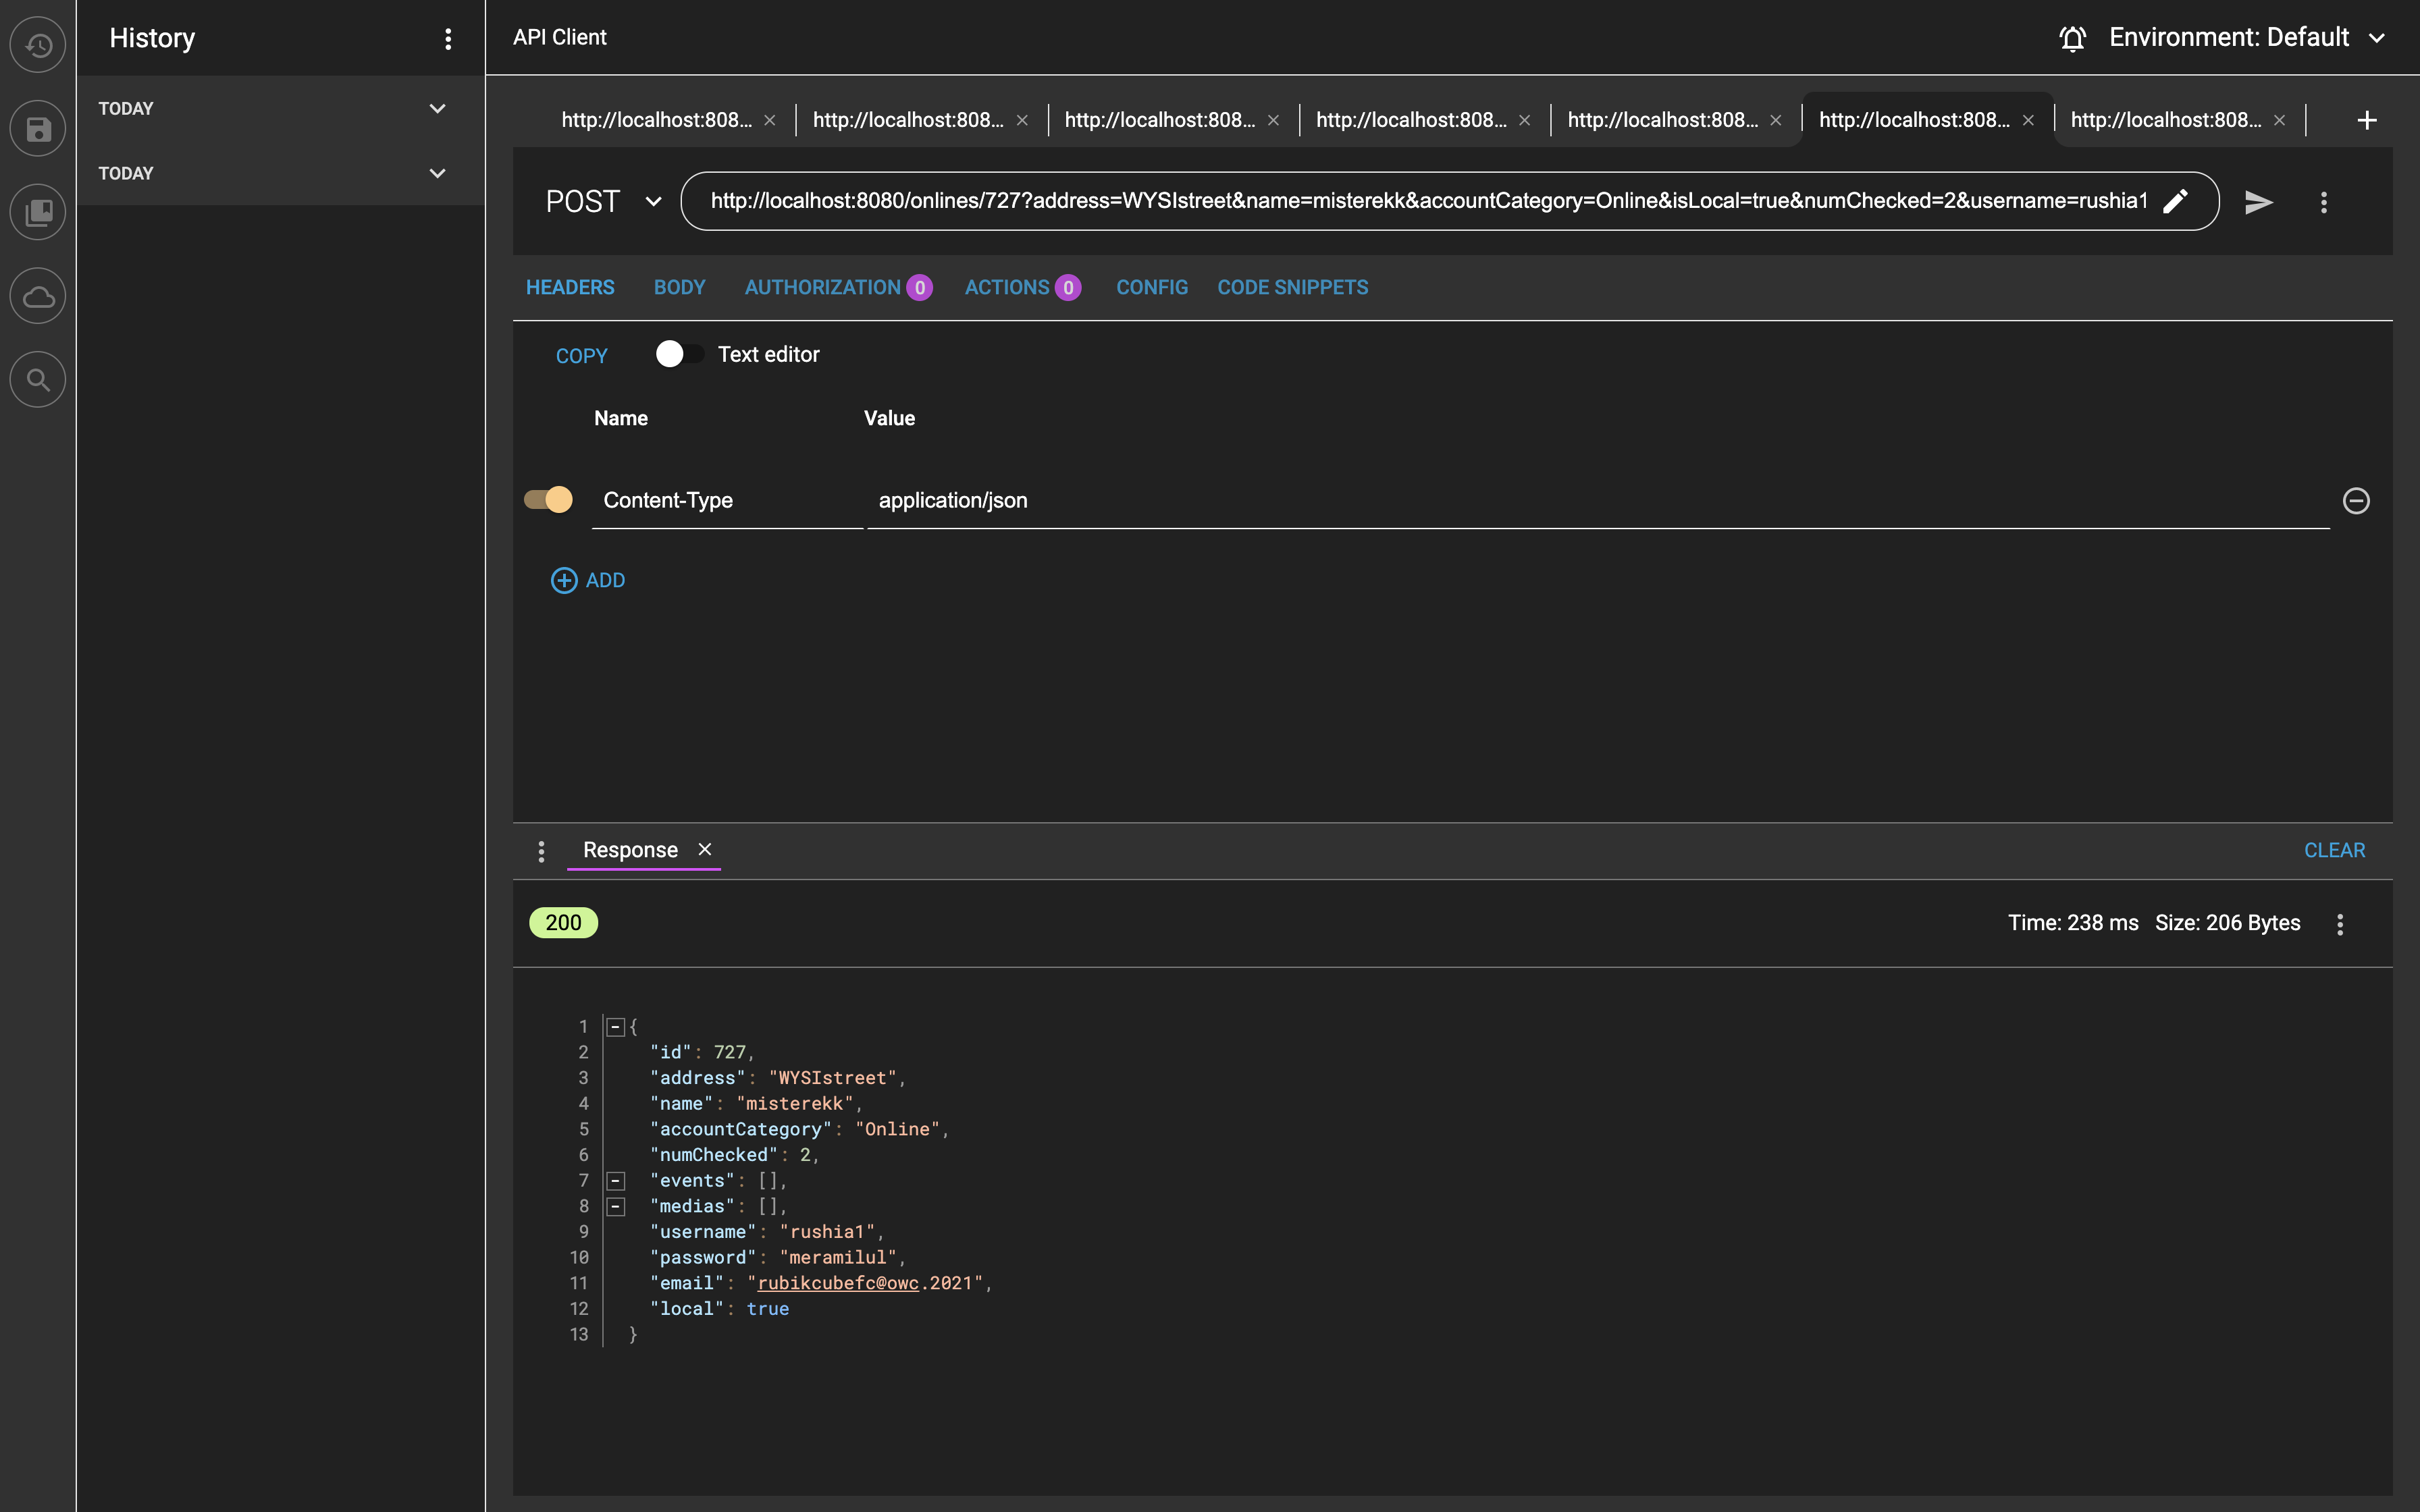 History
TODAY
TODAY
API Client
Environment: Default
http://localhost:808...
http://localhost:808...
http://localhost:808...
http://localhost:808...
http://localhost:808...
http://localhost:808...
http://localhost:808...
POST
http://localhost:8080/onlines/727?address=WYSIstreet&name=misterekk&accountCategory=Online&isLocal=true&numChecked=2&username=rushia1
HEADERS BODY AUTHORIZATION 0 ACTIONS 0 CONFIG CODE SNIPPETS
COPY Text editor
Name Value
Content-Type application/json
ADD
Response CLEAR
200 Time: 238 ms Size: 206 Bytes
1 {
2 "id": 727,
3 "address": "WYSIstreet",
4 "name": "misterekk",
5 "accountCategory": "Online",
6 "numChecked": 2,
7 "events": [],
8 "medias": [],
9 "username": "rushia1",
10 "password": "meramilul",
11 "email": "rubikcubefc@owc.2021",
12 "local": true
13 }